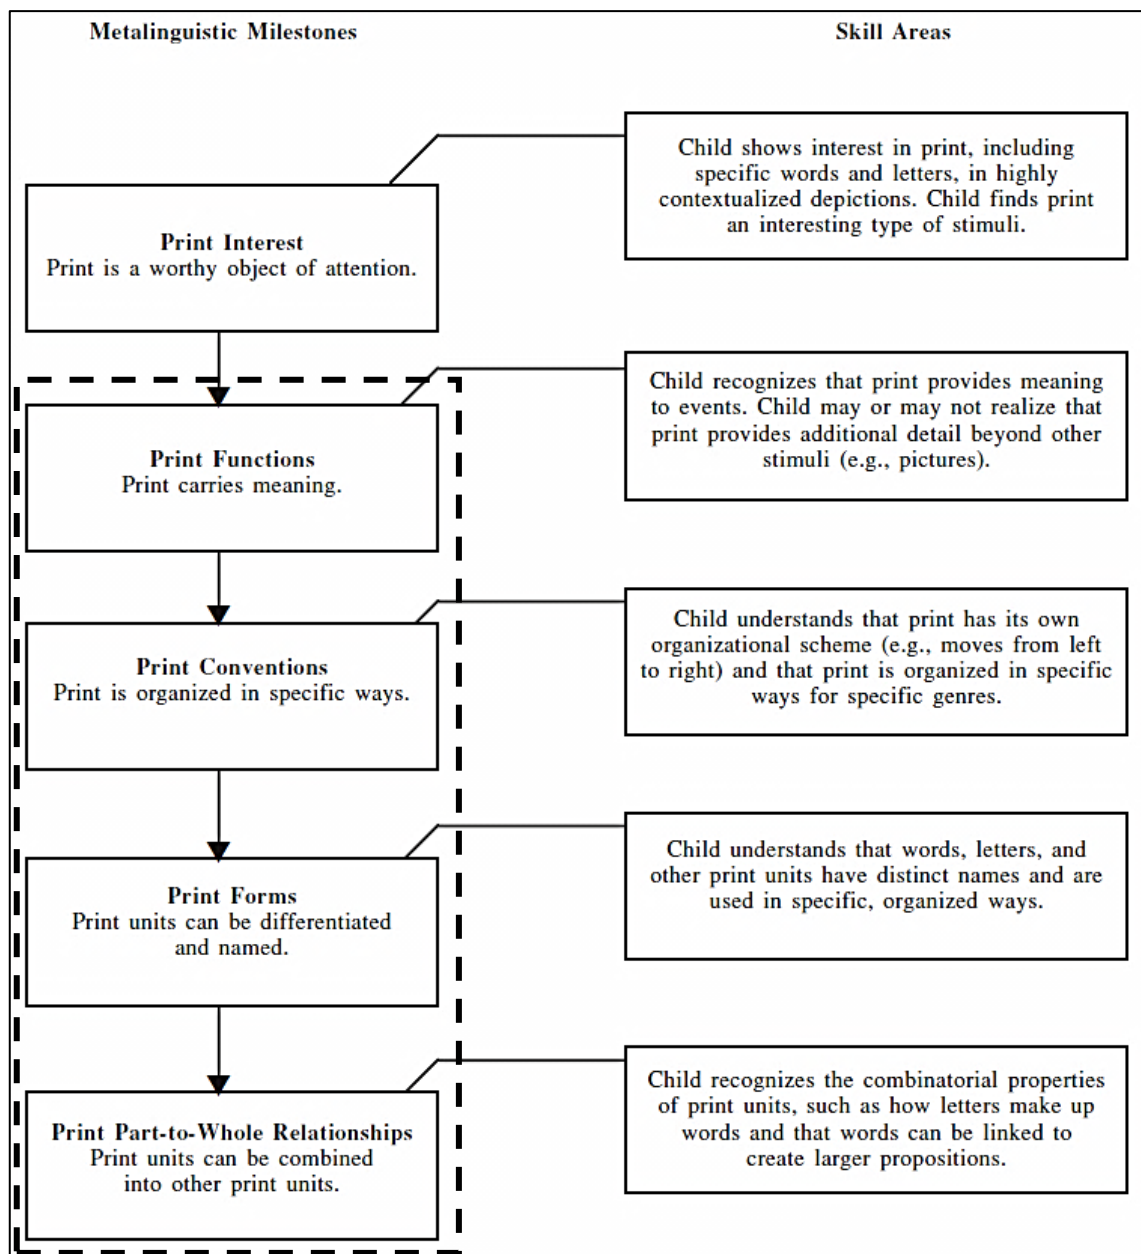 Metalinguistic Milestones
Skill Areas
Child shows interest in print, including
specific words and letters, in highly
contextualized depictions. Child finds print
an interesting type of stimuli.
Print Interest
Print is a worthy object of attention.
Child recognizes that print provides meaning
to events. Child may or may not realize that
print provides additional detail beyond other
stimuli (e.g., pictures).
Print Functions
Print carries meaning.
Child understands that print has its own
organizational scheme (e.g., moves from left
to right) and that print is organized in specific
ways for specific genres.
Print Conventions
Print is organized in specific ways.
Child understands that words, letters, and
other print units have distinct names and are
used in specific, organized ways.
Print Forms
Print units can be differentiated
and named.
Child recognizes the combinatorial properties
of print units, such as how letters make up
words and that words can be linked to
create larger propositions.
Print Part-to-Whole Relationships
Print units can be combined
into other print units.